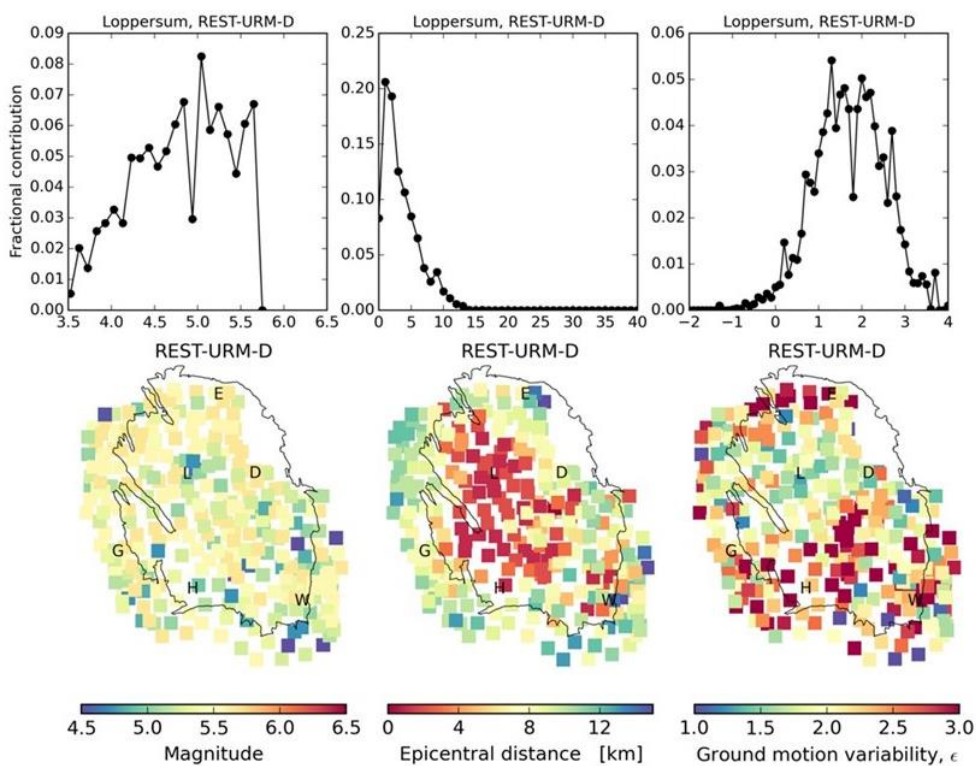 Loppersum, REST-URM-D
Loppersum, REST-URM-D
Loppersum, REST-URM-D
Fractional contribution
0.09
0.08
0.07
0.06
0.05
0.04
0.03
0.02
0.01
0.00
3.5 4.0 4.5 5.0 5.5 6.0 6.5
0.25
0.20
0.15
0.10
0.05
0.00
0 5 10 15 20 25 30 35 40
0.06
0.05
0.04
0.03
0.02
0.01
0.00
−2 −1 0 1 2 3 4
REST-URM-D
REST-URM-D
REST-URM-D
E
L D
G
H
W
E
L D
G
H
W
E
L D
G
H
W
4.5 5.0 5.5 6.0 6.5
Magnitude
0 4 8 12
Epicentral distance [km]
1.0 1.5 2.0 2.5 3.0
Ground motion variability, ϵ